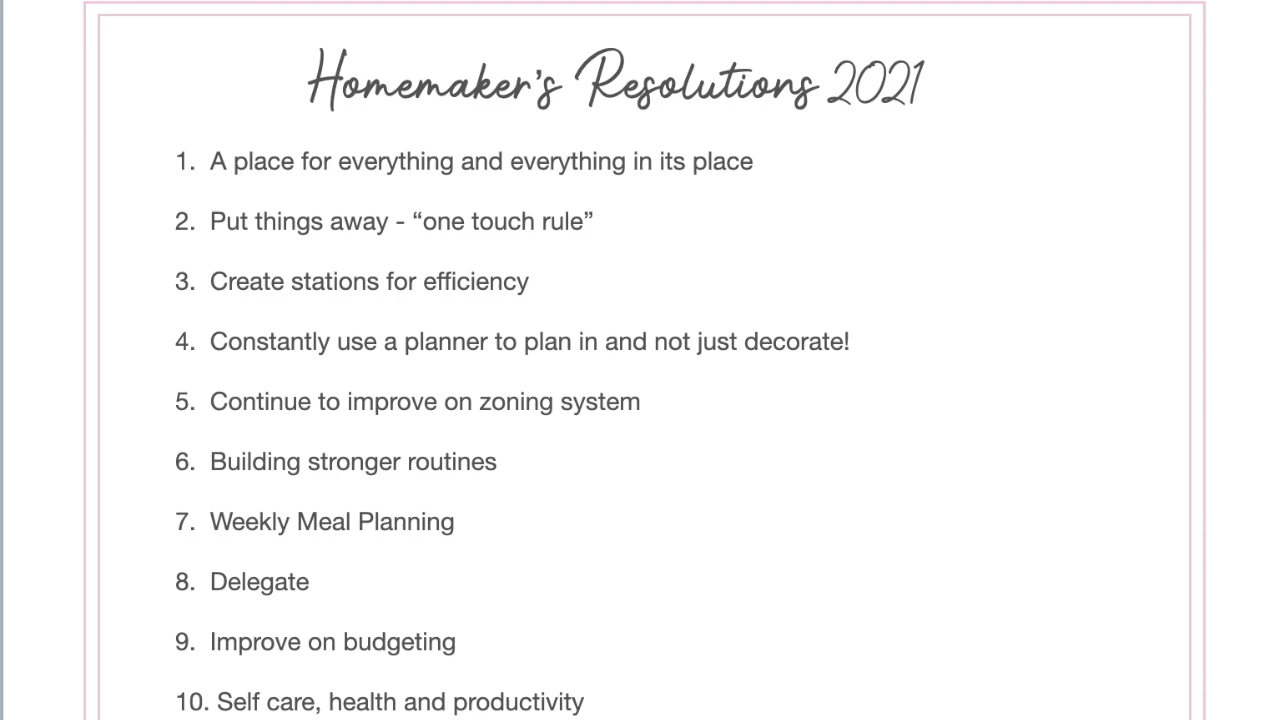 Homemaker's Resolutions 2021
1. A place for everything and everything in its place
2. Put things away - “one touch rule”
3. Create stations for efficiency
4. Constantly use a planner to plan in and not just decorate!
5. Continue to improve on zoning system
6. Building stronger routines
7. Weekly Meal Planning
8. Delegate
9. Improve on budgeting
10. Self care, health and productivity